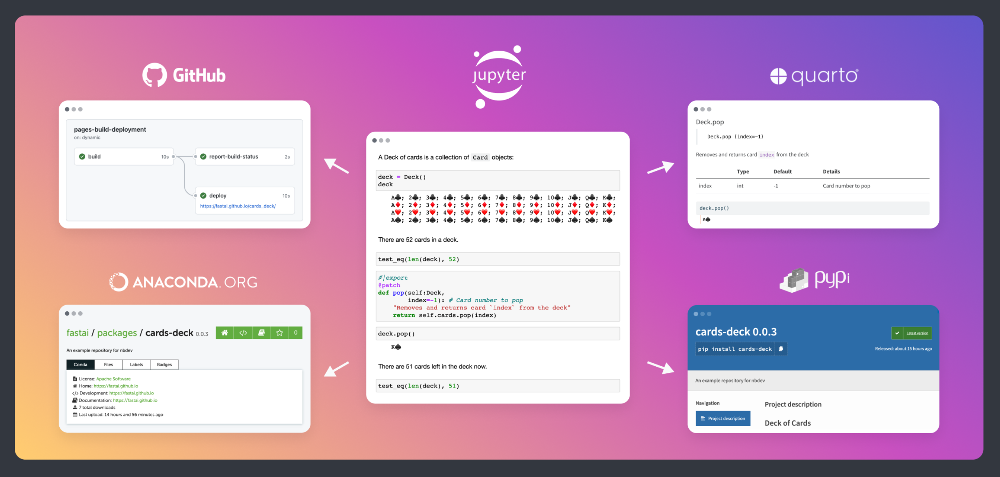 GitHub
pages-build-deployment
on: dynamic
build 10s
report-build-status 2s
deploy 10s
https://fastai.github.io/cards_deck/
ANACONDA.ORG
fastai / packages / cards-deck 0.0.3
0
An example repository for nbdev
Conda Files Labels Badges
License: Apache Software
Home: https://fastai.github.io
</> Development: https://fastai.github.io
Documentation: https://fastai.github.io
7 total downloads
Last upload: 14 hours and 56 minutes ago
jupyter
A Deck of cards is a collection of Card objects:
deck = Deck()
deck
A♣; 2♣; 3♣; 4♣; 5♣; 6♣; 7♣; 8♣; 9♣; 10♣; J♣; Q♣; K♣;
A♦; 2♦; 3♦; 4♦; 5♦; 6♦; 7♦; 8♦; 9♦; 10♦; J♦; Q♦; K♦;
A♥; 2♥; 3♥; 4♥; 5♥; 6♥; 7♥; 8♥; 9♥; 10♥; J♥; Q♥; K♥;
A♠; 2♠; 3♠; 4♠; 5♠; 6♠; 7♠; 8♠; 9♠; 10♠; J♠; Q♠; K♠
There are 52 cards in a deck.
test_eq(len(deck), 52)
#|export
@patch
def pop(self:Deck,
index=-1): # Card number to pop
"Removes and returns card `index` from the deck"
return self.cards.pop(index)
deck.pop()
K♠
There are 51 cards left in the deck now.
test_eq(len(deck), 51)
quarto®
Deck.pop
Deck.pop (index=-1)
Removes and returns card index from the deck
Type Default Details
index int -1 Card number to pop
deck.pop()
K♠
pypi
cards-deck 0.0.3
Latest version
pip install cards-deck
Released: about 15 hours ago
An example repository for nbdev
Navigation
Project description
Project description
Deck of Cards